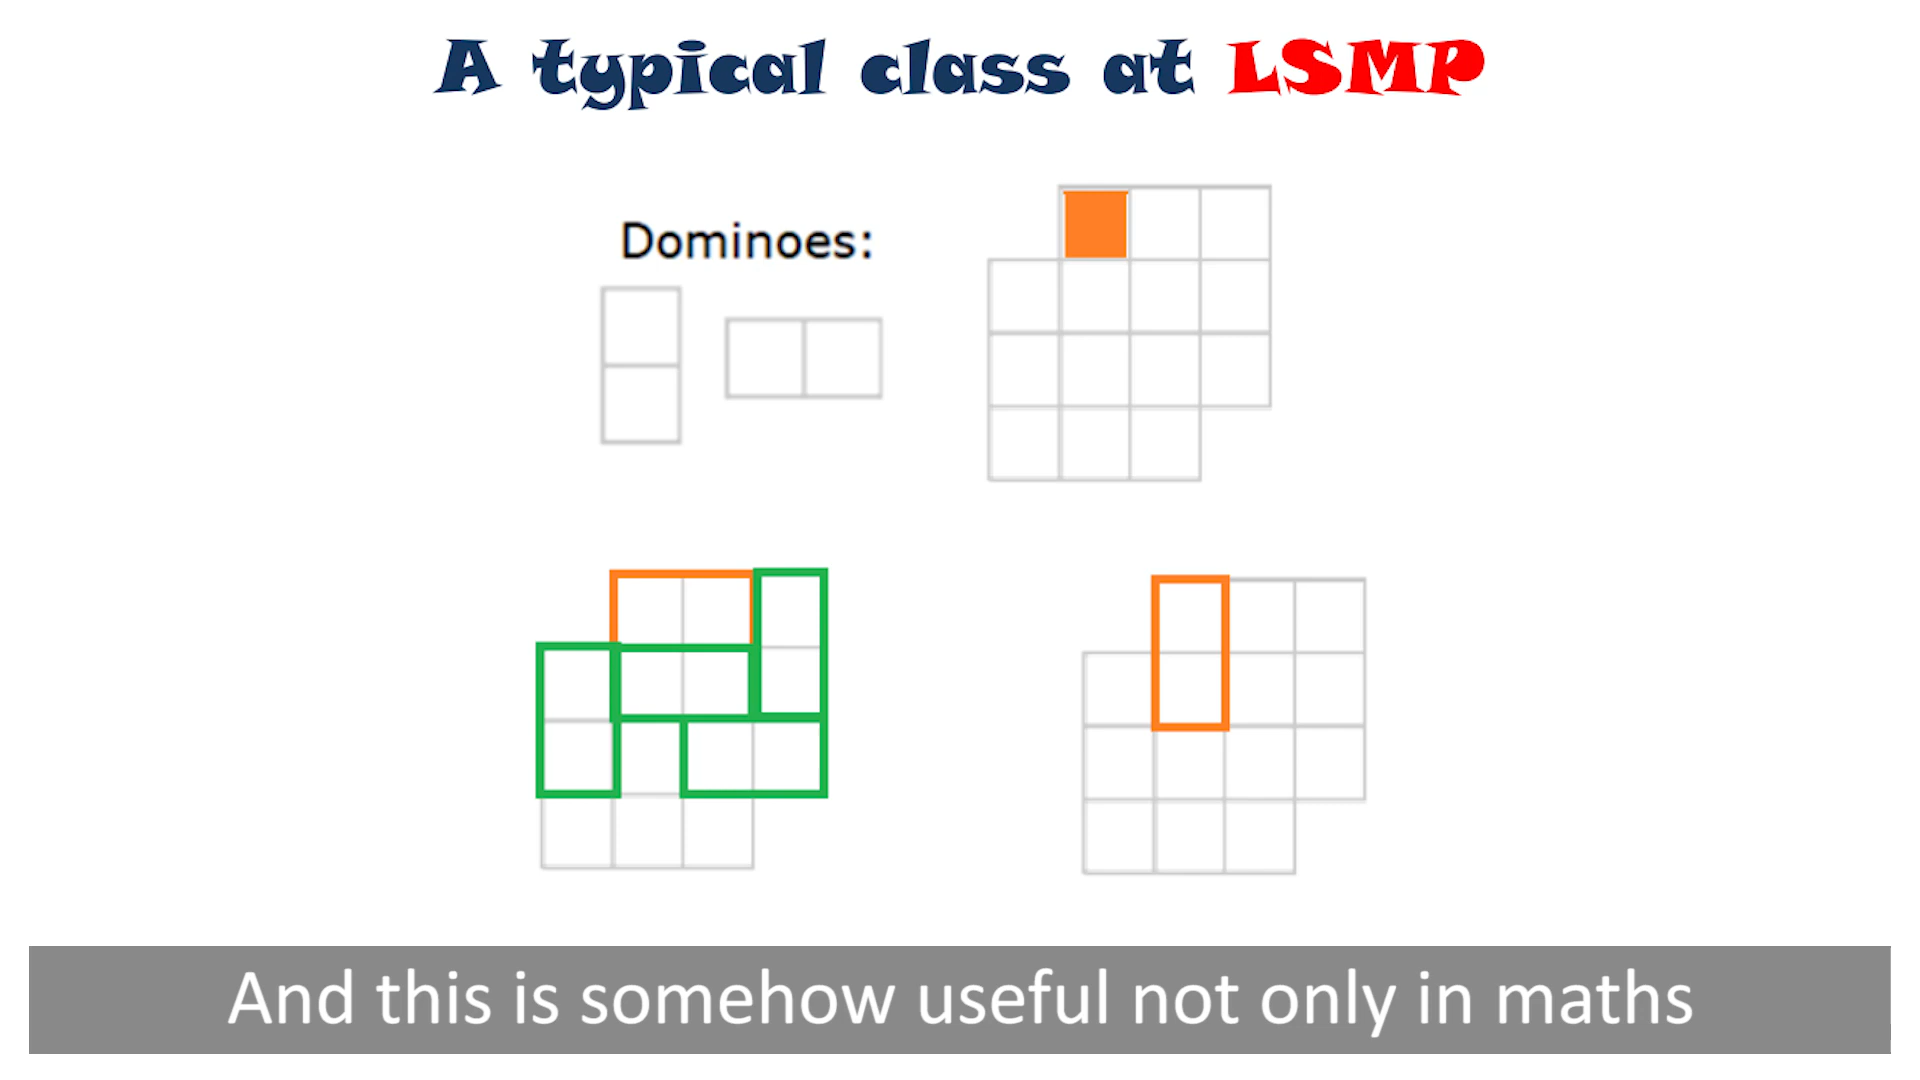 A typical class at LSMP
Dominoes:
And this is somehow useful not only in maths